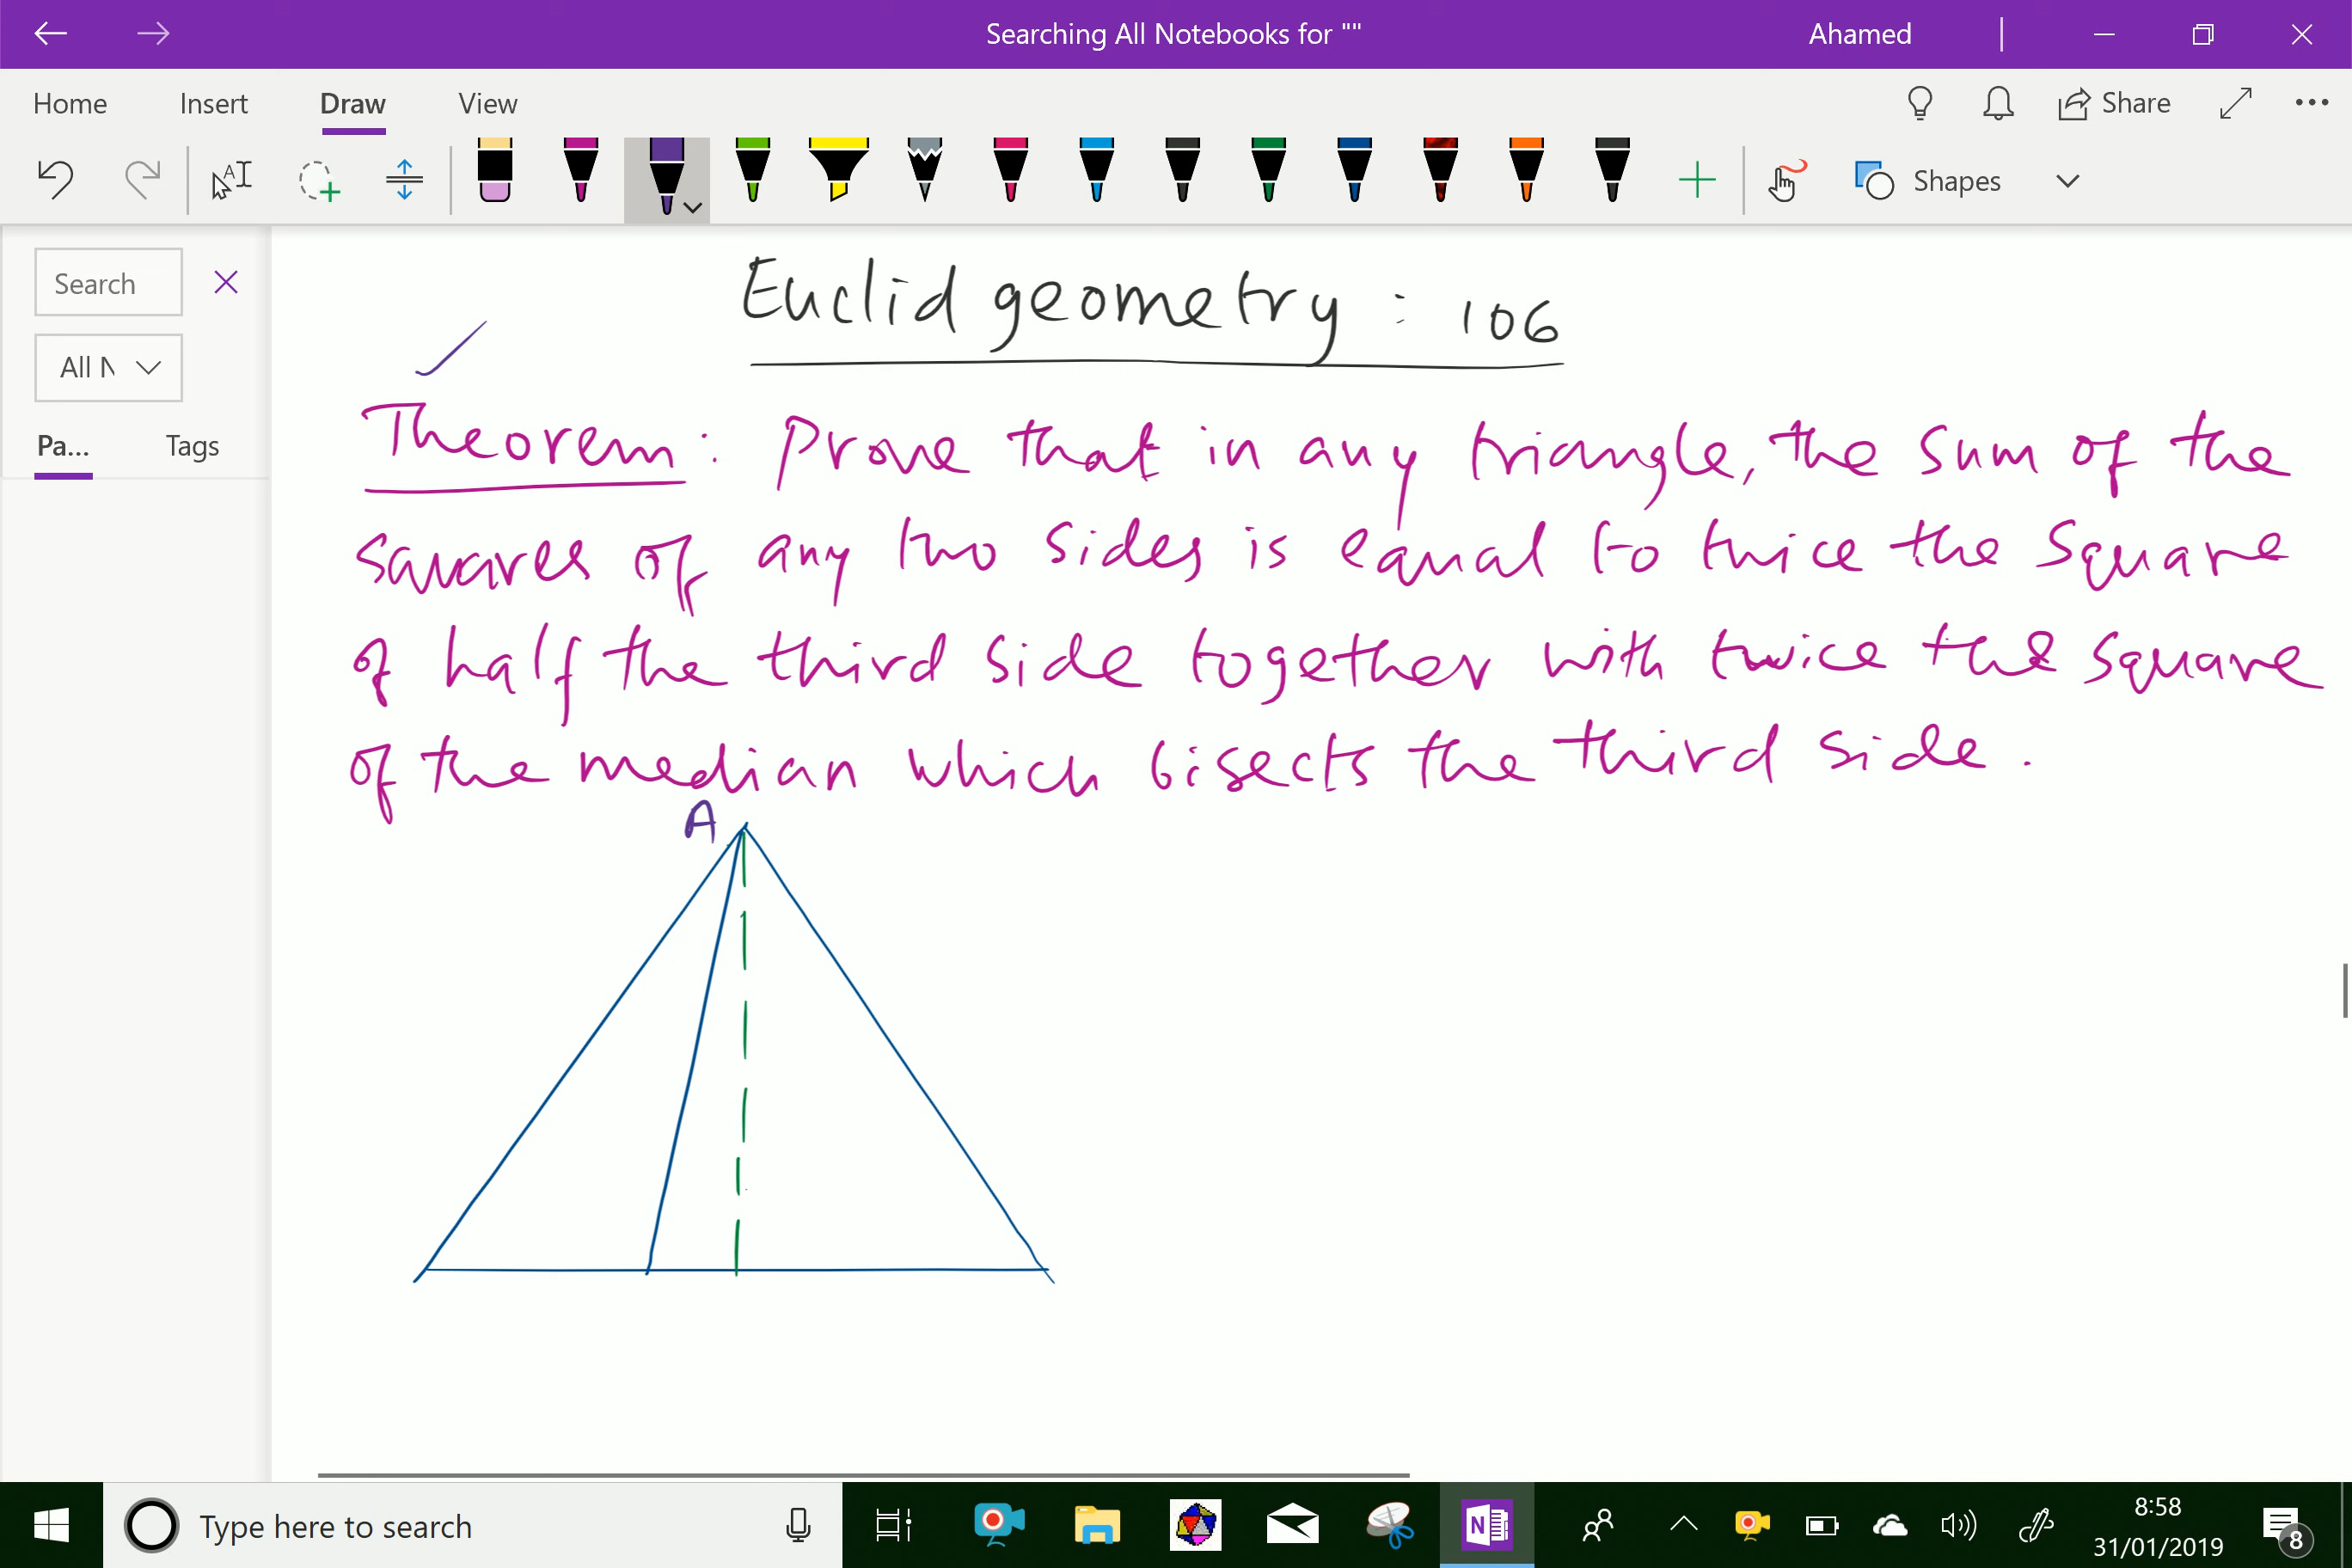 Searching All Notebooks for ""
Ahamed
Home Insert Draw View
Share
Shapes
Search
All N
Pa... Tags
Euclid geometry : 106
Theorem : Prove that in any triangle, the sum of the
squares of any two sides is equal to twice the square
of half the third side together with twice the square
of the median which bisects the third side.
A
Type here to search
8:58
31/01/2019
8